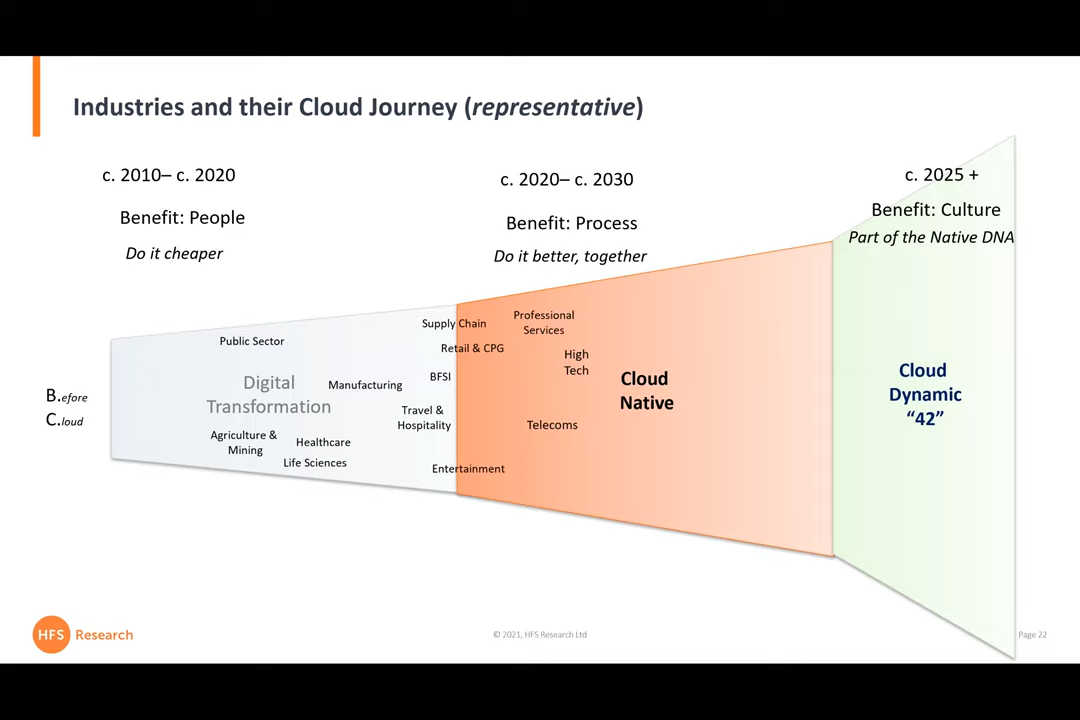 Industries and their Cloud Journey (representative)
c. 2010– c. 2020
Benefit: People
Do it cheaper
c. 2020– c. 2030
Benefit: Process
Do it better, together
c. 2025 +
Benefit: Culture
Part of the Native DNA
B.efore
C.loud
Public Sector
Digital
Transformation
Manufacturing
Agriculture &
Mining
Healthcare
Life Sciences
Supply Chain
Retail & CPG
BFSI
Travel &
Hospitality
Entertainment
Professional
Services
High
Tech
Telecoms
Cloud
Native
Cloud
Dynamic
“42”
HFS Research
© 2021, HFS Research Ltd
Page 22